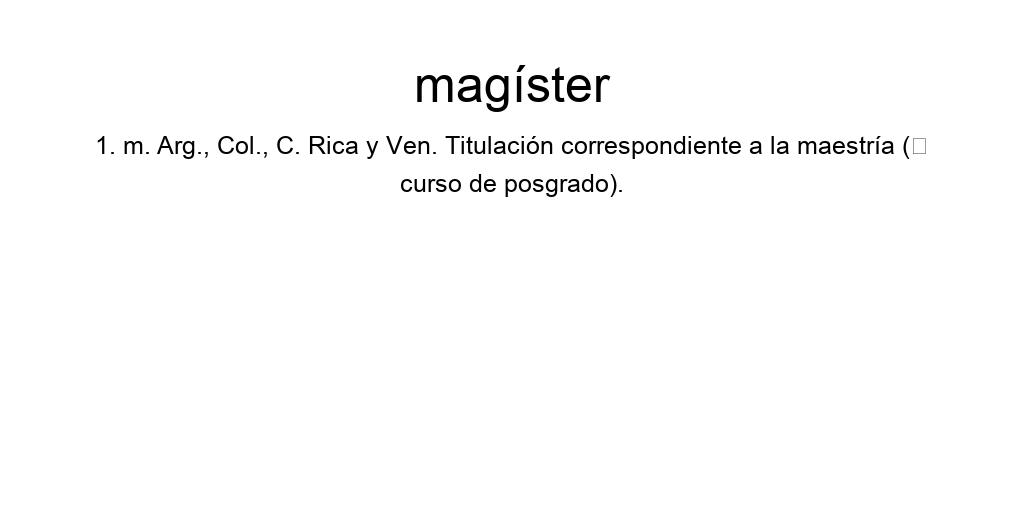 magíster
1. m. Arg., Col., C. Rica y Ven. Titulación correspondiente a la maestría (□
curso de posgrado).